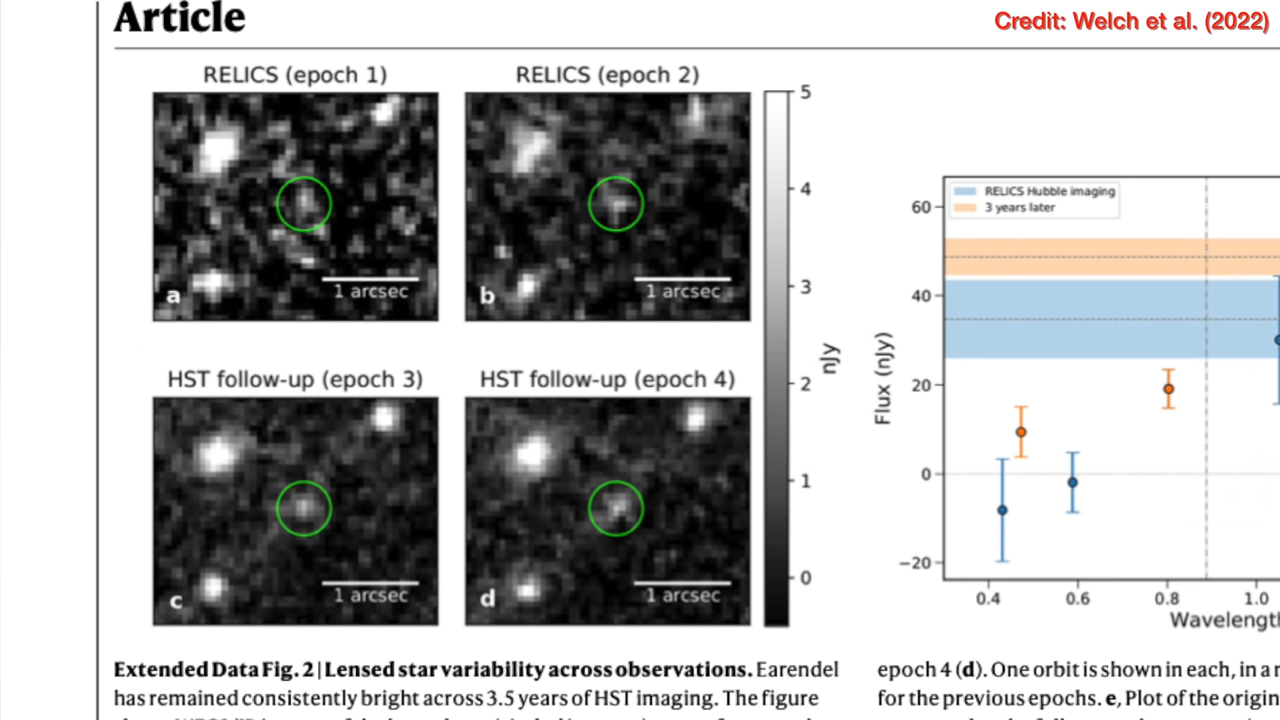 Article
Credit: Welch et al. (2022)
RELICS (epoch 1)
RELICS (epoch 2)
a
1 arcsec
b
1 arcsec
HST follow-up (epoch 3)
HST follow-up (epoch 4)
c
1 arcsec
d
1 arcsec
5
4
3
2
1
0
nJy
RELICS Hubble imaging
3 years later
60
40
20
0
−20
Flux (nJy)
0.4 0.6 0.8 1.0
Wavelength
Extended Data Fig. 2 | Lensed star variability across observations. Earendel
has remained consistently bright across 3.5 years of HST imaging. The figure
epoch 4 (d). One orbit is shown in each, in a
for the previous epochs. e, Plot of the origin